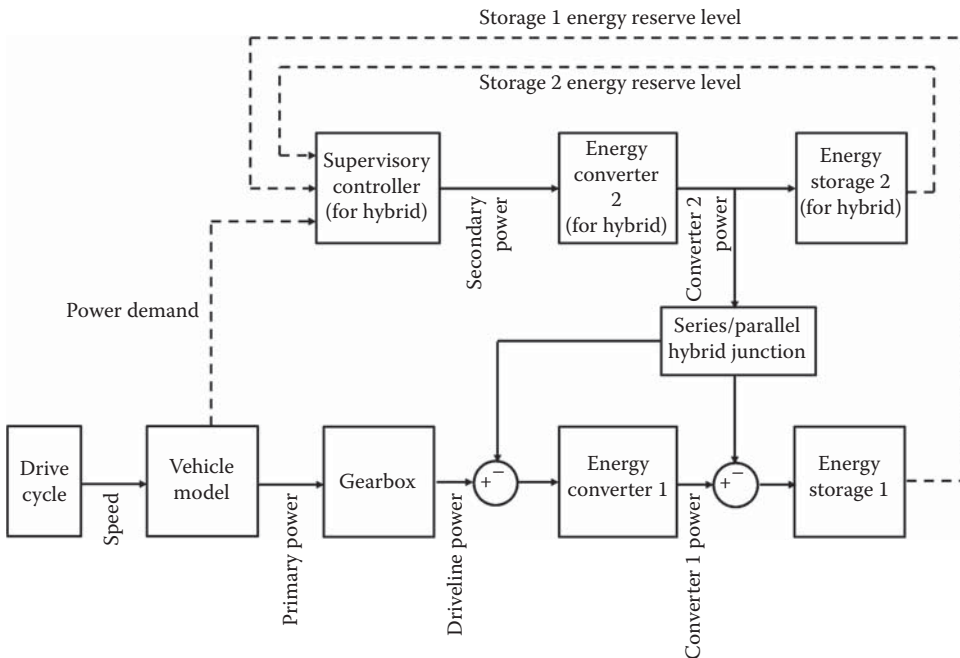 Storage 1 energy reserve level
Storage 2 energy reserve level
Supervisory
controller
(for hybrid)
Secondary
power
Energy
converter
2
(for hybrid)
Converter 2
power
Energy
storage 2
(for hybrid)
Power demand
Series/parallel
hybrid junction
Drive
cycle
Speed
Vehicle
model
Primary power
Gearbox
Driveline power
+ −
Energy
converter 1
Converter 1 power
+ −
Energy
storage 1